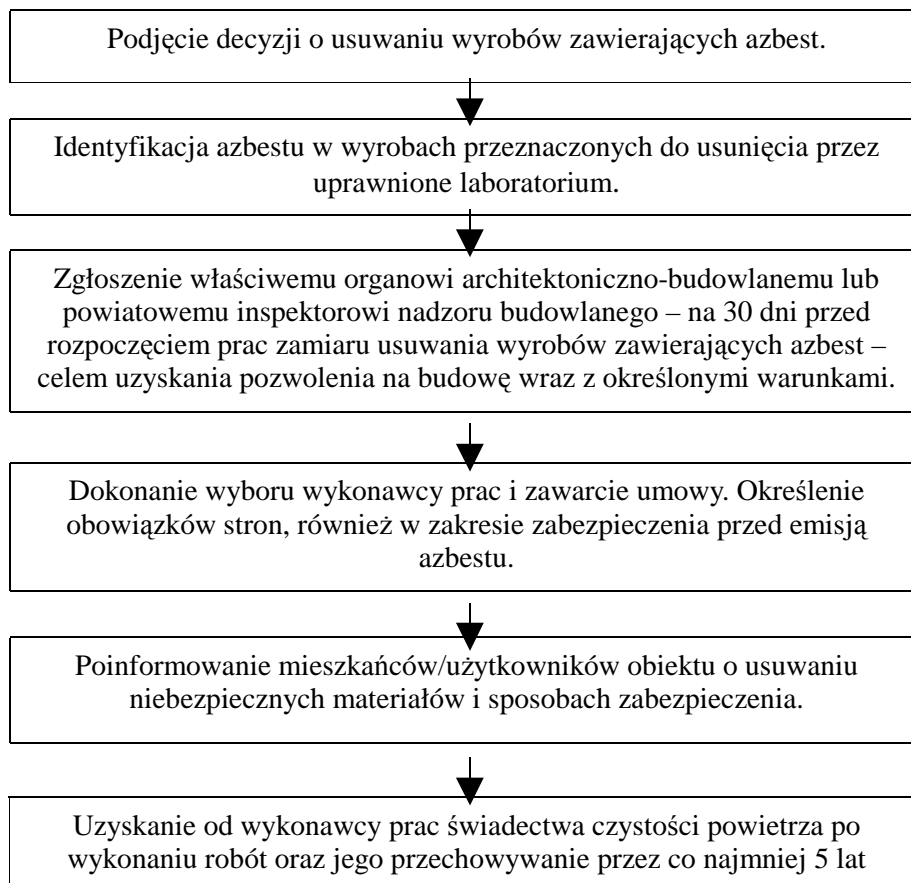 Podjęcie decyzji o usuwaniu wyrobów zawierających azbest.
Identyfikacja azbestu w wyrobach przeznaczonych do usunięcia przez
uprawnione laboratorium.
Zgłoszenie właściwemu organowi architektoniczno-budowlanemu lub
powiatowemu inspektorowi nadzoru budowlanego – na 30 dni przed
rozpoczęciem prac zamiaru usuwania wyrobów zawierających azbest –
celem uzyskania pozwolenia na budowę wraz z określonymi warunkami.
Dokonanie wyboru wykonawcy prac i zawarcie umowy. Określenie
obowiązków stron, również w zakresie zabezpieczenia przed emisją
azbestu.
Poinformowanie mieszkańców/użytkowników obiektu o usuwaniu
niebezpiecznych materiałów i sposobach zabezpieczenia.
Uzyskanie od wykonawcy prac świadectwa czystości powietrza po
wykonaniu robót oraz jego przechowywanie przez co najmniej 5 lat